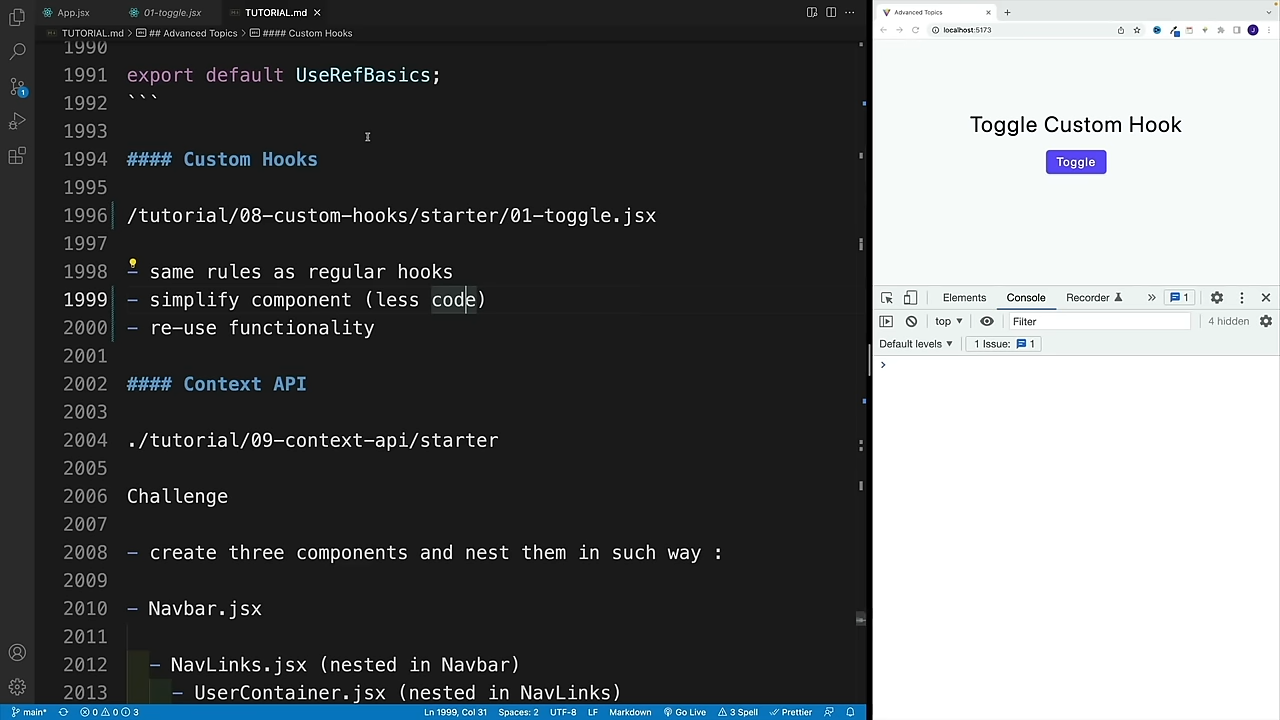 App.jsx
01-toggle.jsx
TUTORIAL.md
TUTORIAL.md > ## Adva > #### Custom Hooks
1990
1991 export default UseRefBasics;
1992 ```
1993
1994 #### Custom Hooks
1995
1996 /tutorial/08-custom-hooks/starter/01-toggle.jsx
1997
1998 - same rules as regular hooks
1999 - simplify component (less code)
2000 - re-use functionality
2001
2002 #### Context API
2003
2004 ./tutorial/09-context-api/starter
2005
2006 Challenge
2007
2008 - create three components and nest them in such way :
2009
2010 - Navbar.jsx
2011
2012 - NavLinks.jsx (nested in Navbar)
2013 - UserContainer.jsx (nested in NavLinks)
1
main*
0 0 3
Ln 1999, Col 31
Spaces: 2
UTF-8
LF
Markdown
Go Live
3 Spell
Prettier
Advanced Topics
localhost:5173
J
Toggle Custom Hook
Toggle
Elements
Console
Recorder
1
top
Filter
4 hidden
Default levels
1 Issue: 1